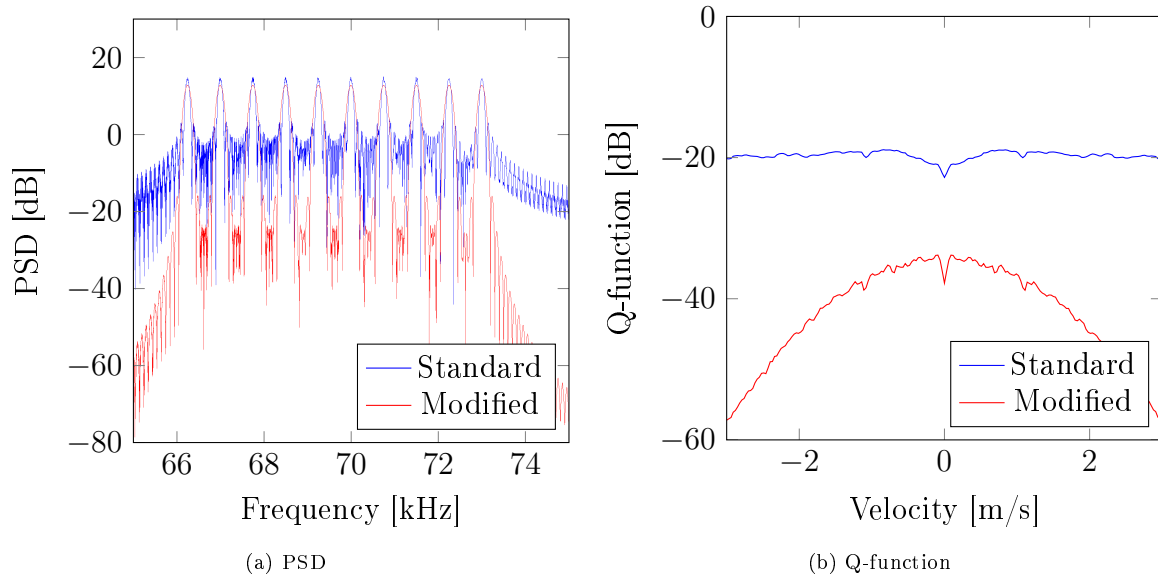 20
0
−20
−40
−60
−80
66
68
70
72
74
PSD [dB]
Frequency [kHz]
Standard
Modified
(a) PSD
0
−20
−40
−60
−2
0
2
Q-function [dB]
Velocity [m/s]
Standard
Modified
(b) Q-function